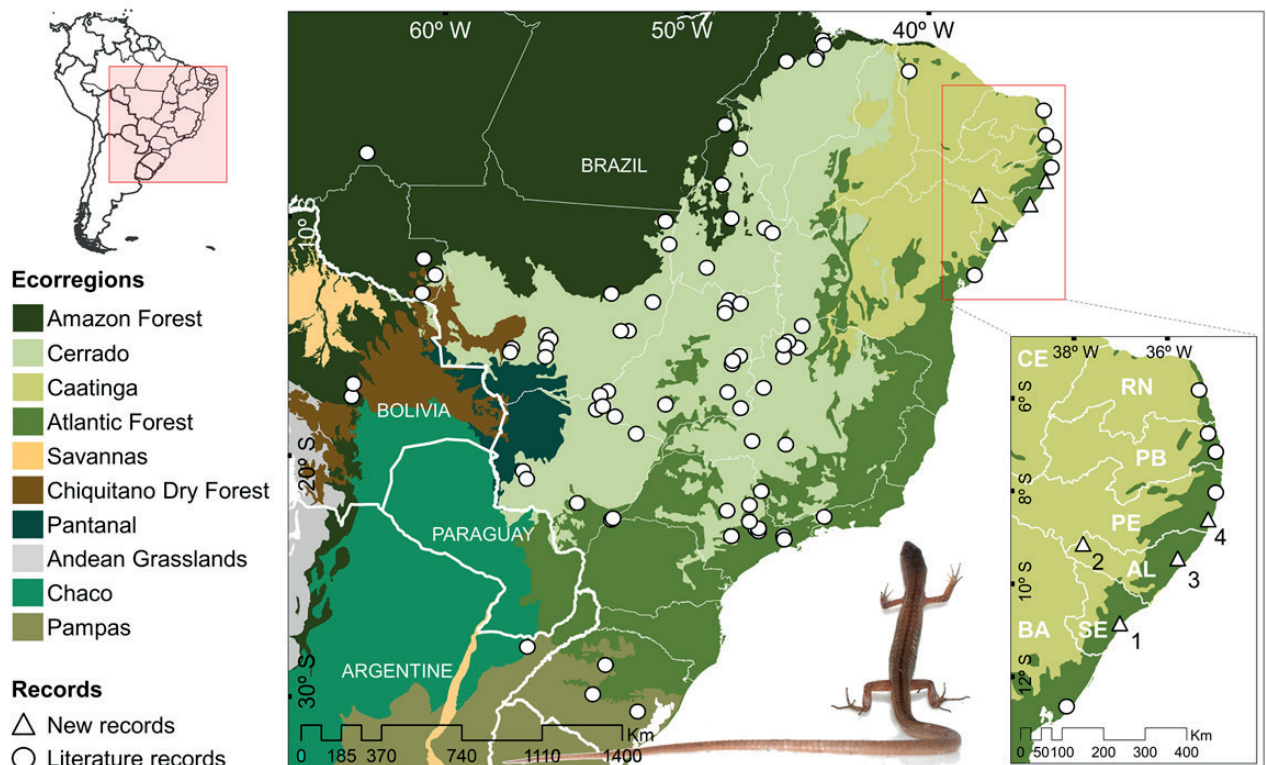 60º W
50º W
40º W
BRAZIL
10º S
BOLIVIA
20º S
PARAGUAY
ARGENTINE
30º S
0
185
370
740
1110
1400
Km
Ecorregions
Amazon Forest
Cerrado
Caatinga
Atlantic Forest
Savannas
Chiquitano Dry Forest
Pantanal
Andean Grasslands
Chaco
Pampas
Records
New records
Literature records
38º W
36º W
CE
RN
6º S
PB
8º S
PE
4
2
AL
3
10º S
BA
SE
1
12º S
Km
0 50 100 200 300 400